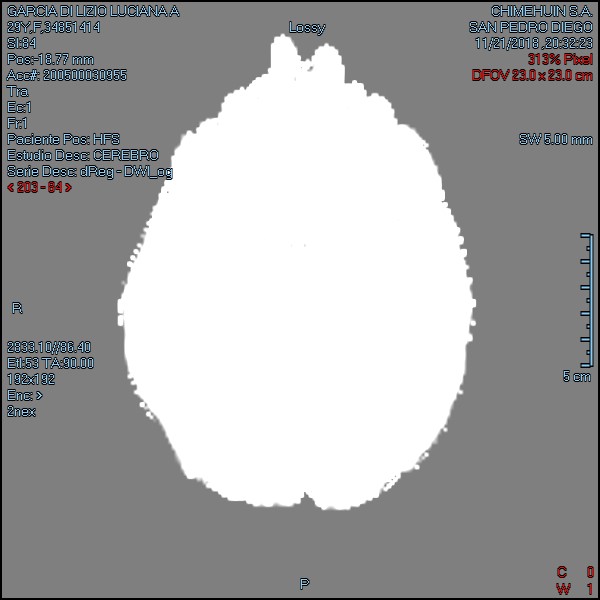 GARCIA DI LIZIO LUCIANA A
29Y,F,34851414
Sl:84
Pos:-18.77 mm
Acc#: 200500030955
Tra
Ec:1
Fr:1
Paciente Pos: HFS
Estudio Desc: CEREBRO
Serie Desc: dReg - DWI_og
< 203 - 84 >
Lossy
CHIMEHUIN S.A.
SAN PEDRO DIEGO
11/21/2018 ,20:32:23
313% Pixel
DFOV 23.0 x 23.0 cm
SW 5.00 mm
R
2833.10//86.40
Etl:53 TA:90.00
192x192
Enc: >
2nex
5 cm
P
C 0
W 1